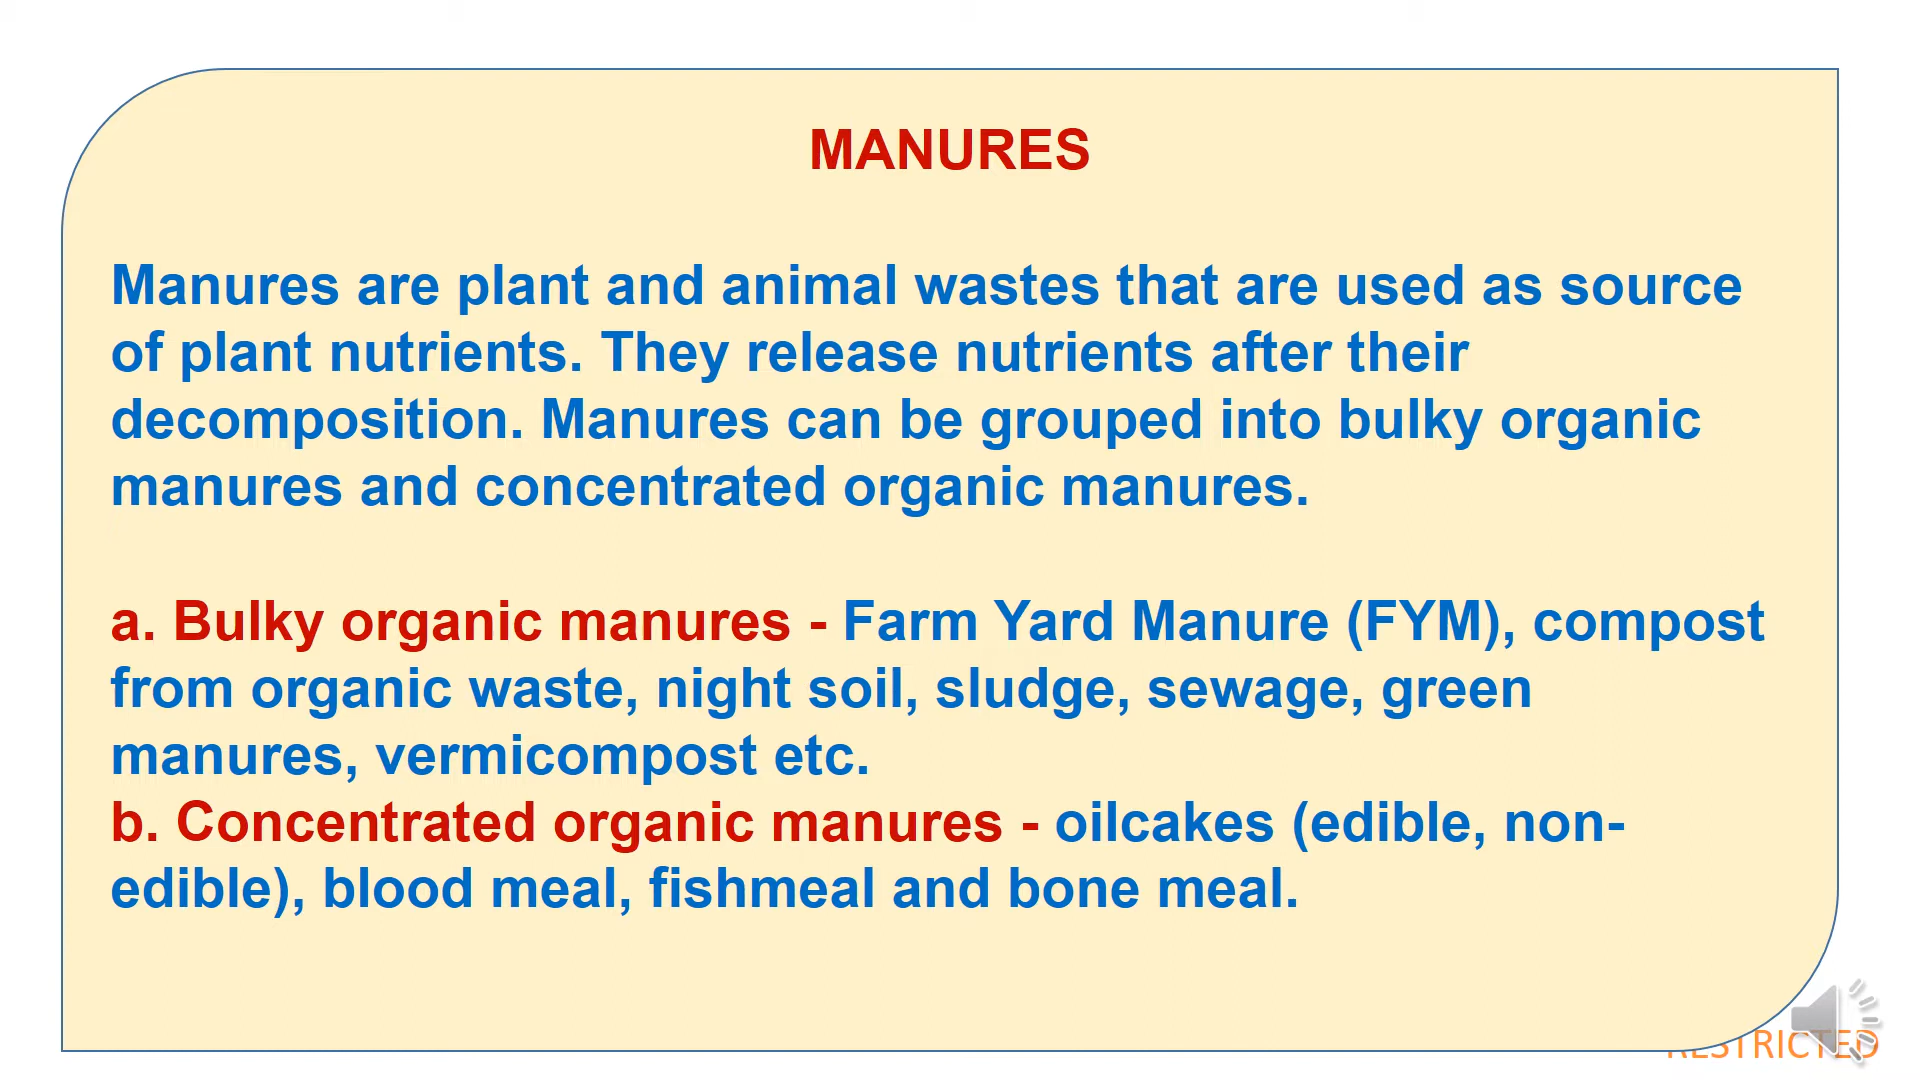 MANURES
Manures are plant and animal wastes that are used as source
of plant nutrients. They release nutrients after their
decomposition. Manures can be grouped into bulky organic
manures and concentrated organic manures.
a. Bulky organic manures - Farm Yard Manure (FYM), compost
from organic waste, night soil, sludge, sewage, green
manures, vermicompost etc.
b. Concentrated organic manures - oilcakes (edible, non-
edible), blood meal, fishmeal and bone meal.
RESTRICTED